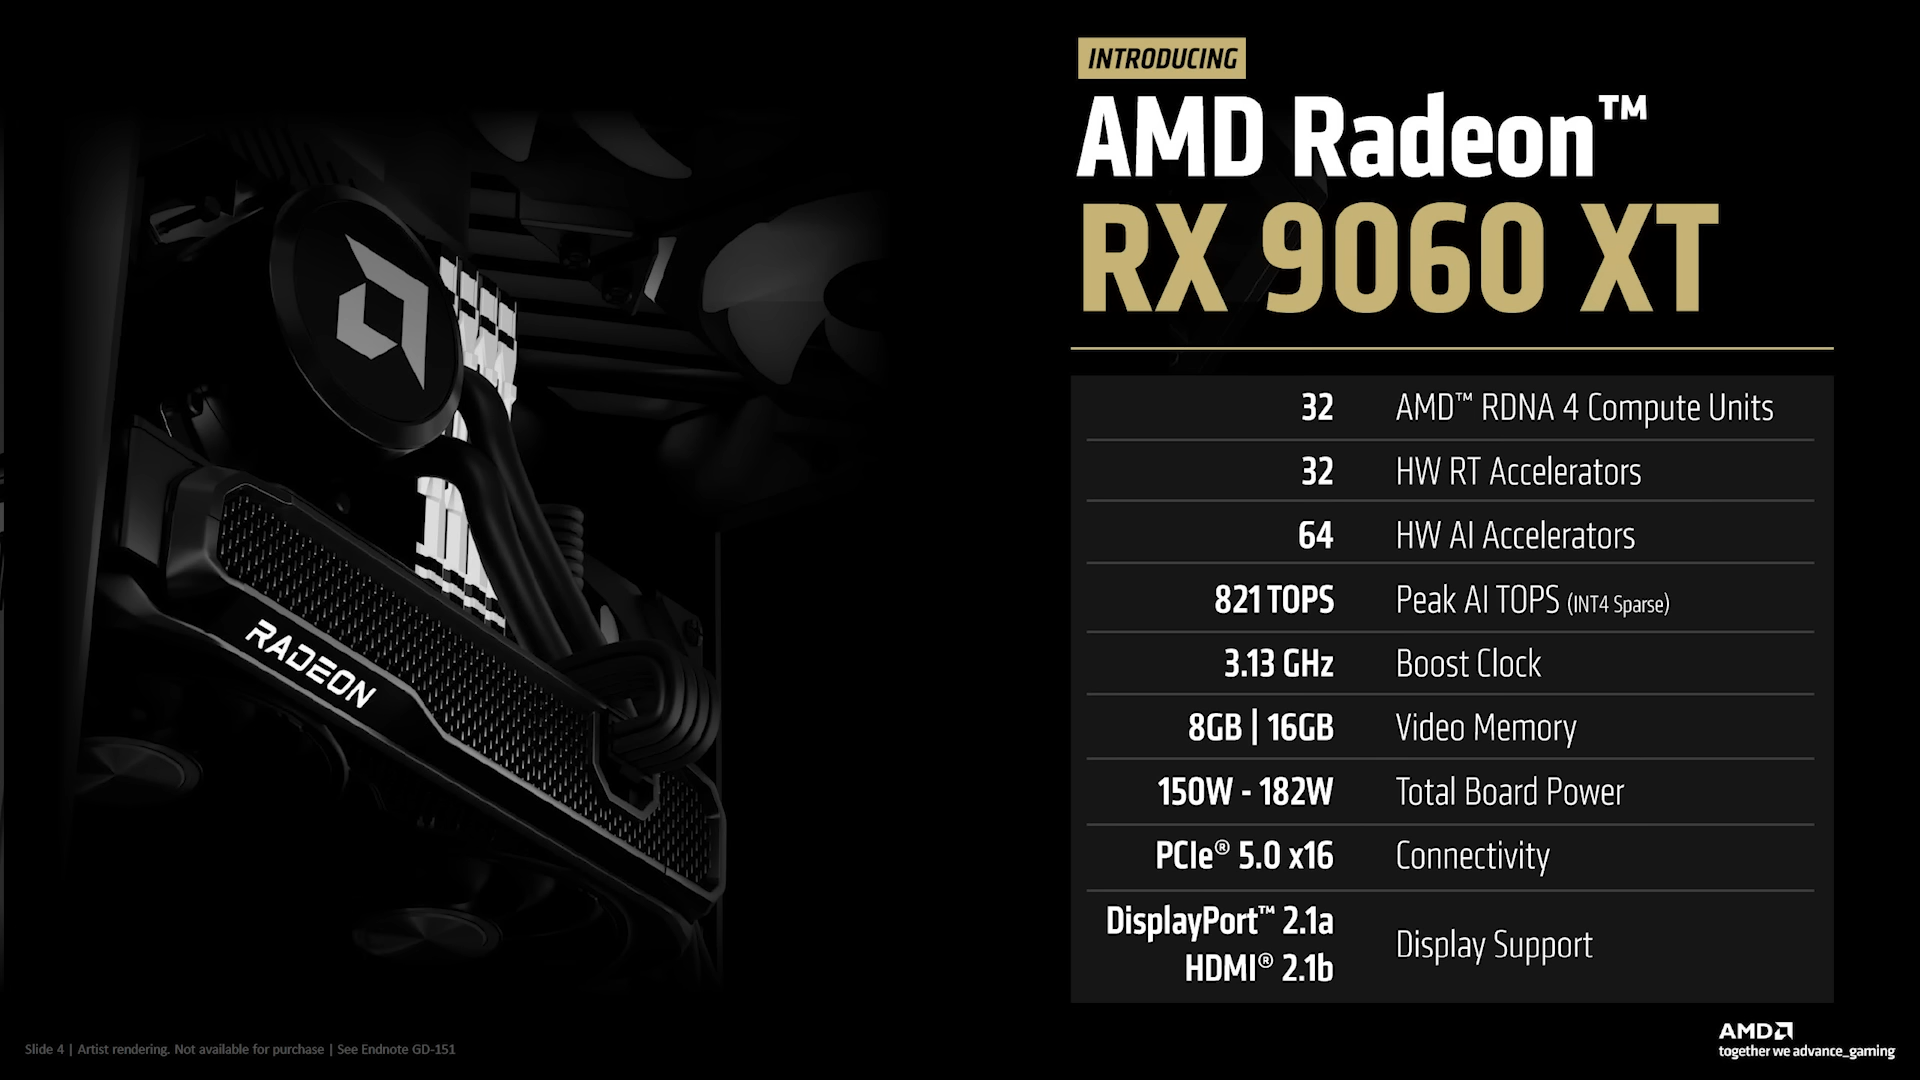 INTRODUCING
AMD Radeon™
RX 9060 XT
32 AMD™ RDNA 4 Compute Units
32 HW RT Accelerators
64 HW AI Accelerators
821 TOPS Peak AI TOPS (INT4 Sparse)
3.13 GHz Boost Clock
8GB | 16GB Video Memory
150W - 182W Total Board Power
PCIe® 5.0 x16 Connectivity
DisplayPort™ 2.1a
HDMI® 2.1b
Display Support
RADEON
Slide 4 | Artist rendering. Not available for purchase | See Endnote GD-151
AMD
together we advance_gaming